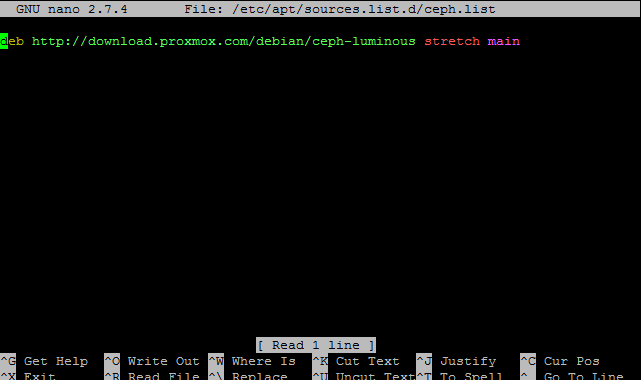 GNU nano 2.7.4 File: /etc/apt/sources.list.d/ceph.list
deb http://download.proxmox.com/debian/ceph-luminous stretch main
[ Read 1 line ]
^G Get Help ^O Write Out ^W Where Is ^K Cut Text ^J Justify ^C Cur Pos
^X Exit ^R Read File ^\ Replace ^U Uncut Text ^T To Spell ^_ Go To Line